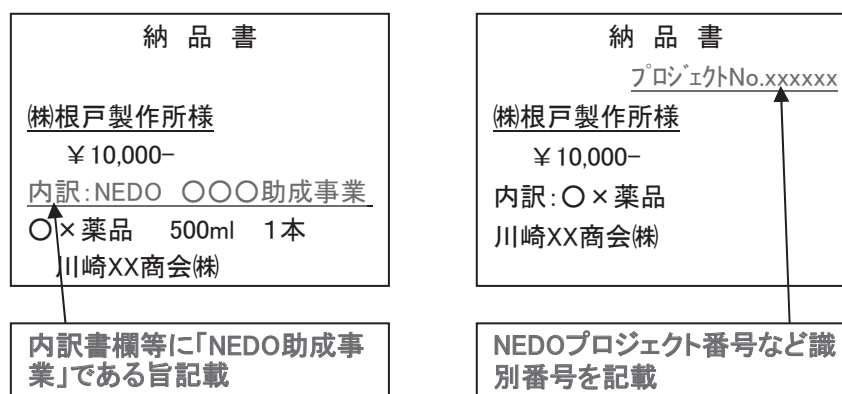 納 品 書
㈱根戸製作所様
¥10,000-
内訳:NEDO 〇〇〇助成事業
〇×薬品 500ml 1本
川崎XX商会㈱
内訳書欄等に「NEDO助成事
業」である旨記載
納 品 書
プロジェクトNo.xxxxxx
㈱根戸製作所様
¥10,000-
内訳:〇×薬品
川崎XX商会㈱
NEDOプロジェクト番号など識
別番号を記載